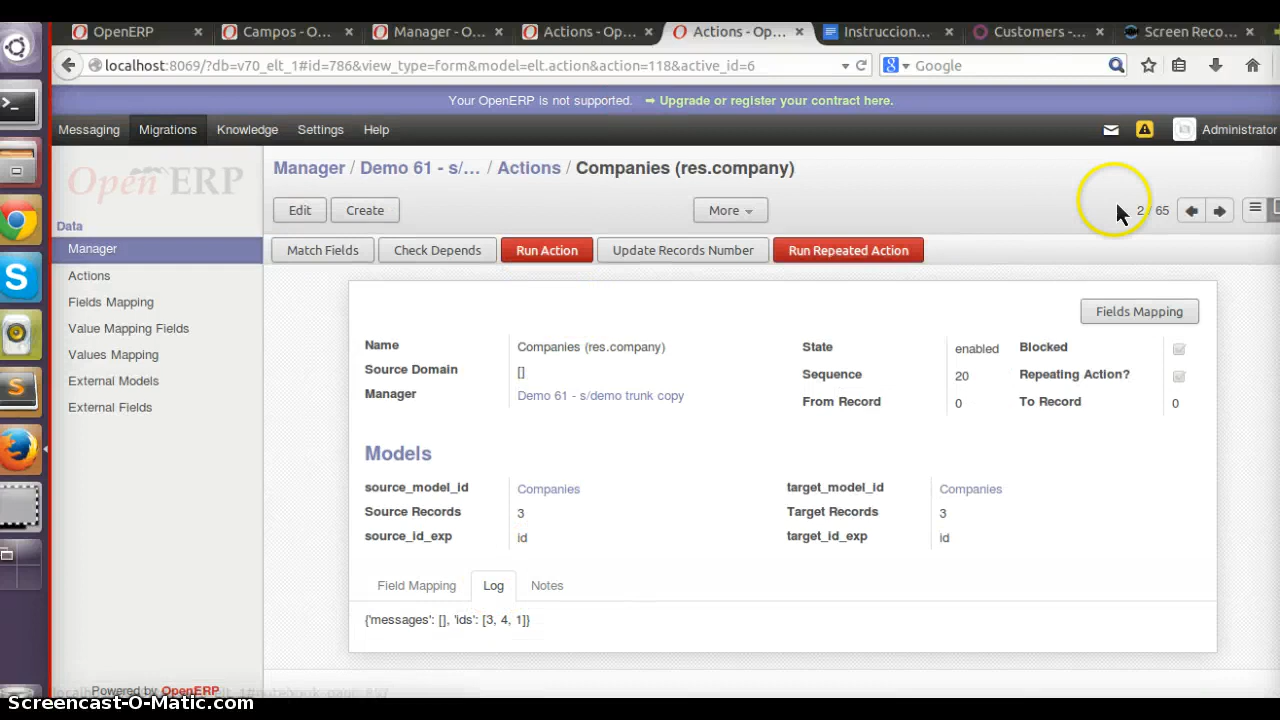 OpenERP
Campos - O...
Manager - O...
Actions - Op...
Actions - Op...
Instruccion...
Customers - ...
Screen Reco...
localhost:8069/?db=v70_elt_1#id=786&view_type=form&model=elt.action&action=118&active_id=6
Google
Your OpenERP is not supported. ➞ Upgrade or register your contract here.
Messaging Migrations Knowledge Settings Help
Administrator
Open ERP
Manager / Demo 61 - s/... / Actions / Companies (res.company)
Edit Create More 2 / 65
Data
Manager
Actions
Fields Mapping
Value Mapping Fields
Values Mapping
External Models
External Fields
Match Fields Check Depends Run Action Update Records Number Run Repeated Action
Fields Mapping
Name Companies (res.company)
Source Domain []
Manager Demo 61 - s/demo trunk copy
State enabled
Sequence 20
From Record 0
Blocked
Repeating Action?
To Record 0
Models
source_model_id Companies
Source Records 3
source_id_exp id
target_model_id Companies
Target Records 3
target_id_exp id
Field Mapping Log Notes
{'messages': [], 'ids': [3, 4, 1]}
Powered by OpenERP
Screencast-O-Matic.com